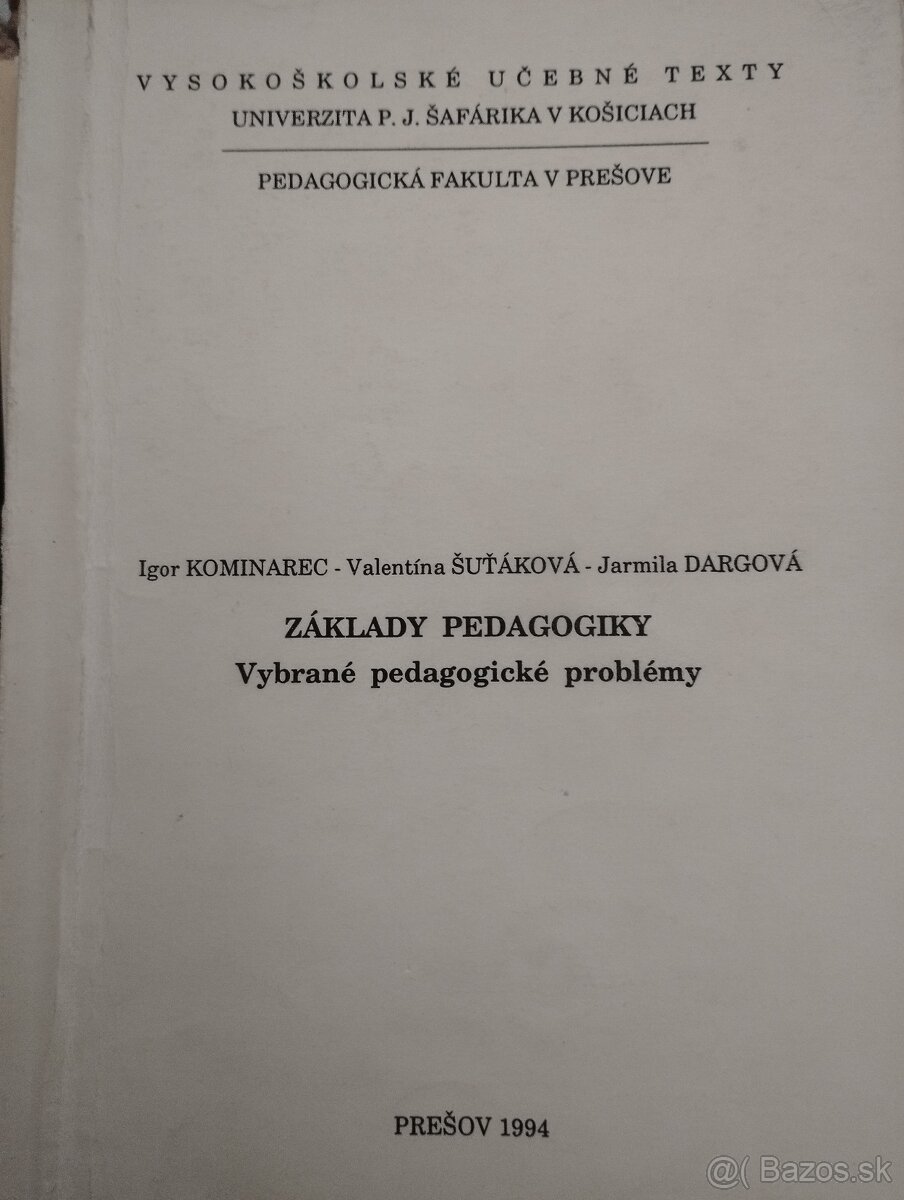 VYSOKOŠKOLSKÉ UČEBNÉ TEXTY
UNIVERZITA P. J. ŠAFÁRIKA V KOŠICIACH
PEDAGOGICKÁ FAKULTA V PREŠOVE
Igor KOMINAREC - Valentína ŠUŤÁKOVÁ - Jarmila DARGOVÁ
ZÁKLADY PEDAGOGIKY
Vybrané pedagogické problémy
PREŠOV 1994
@( Bazos.sk